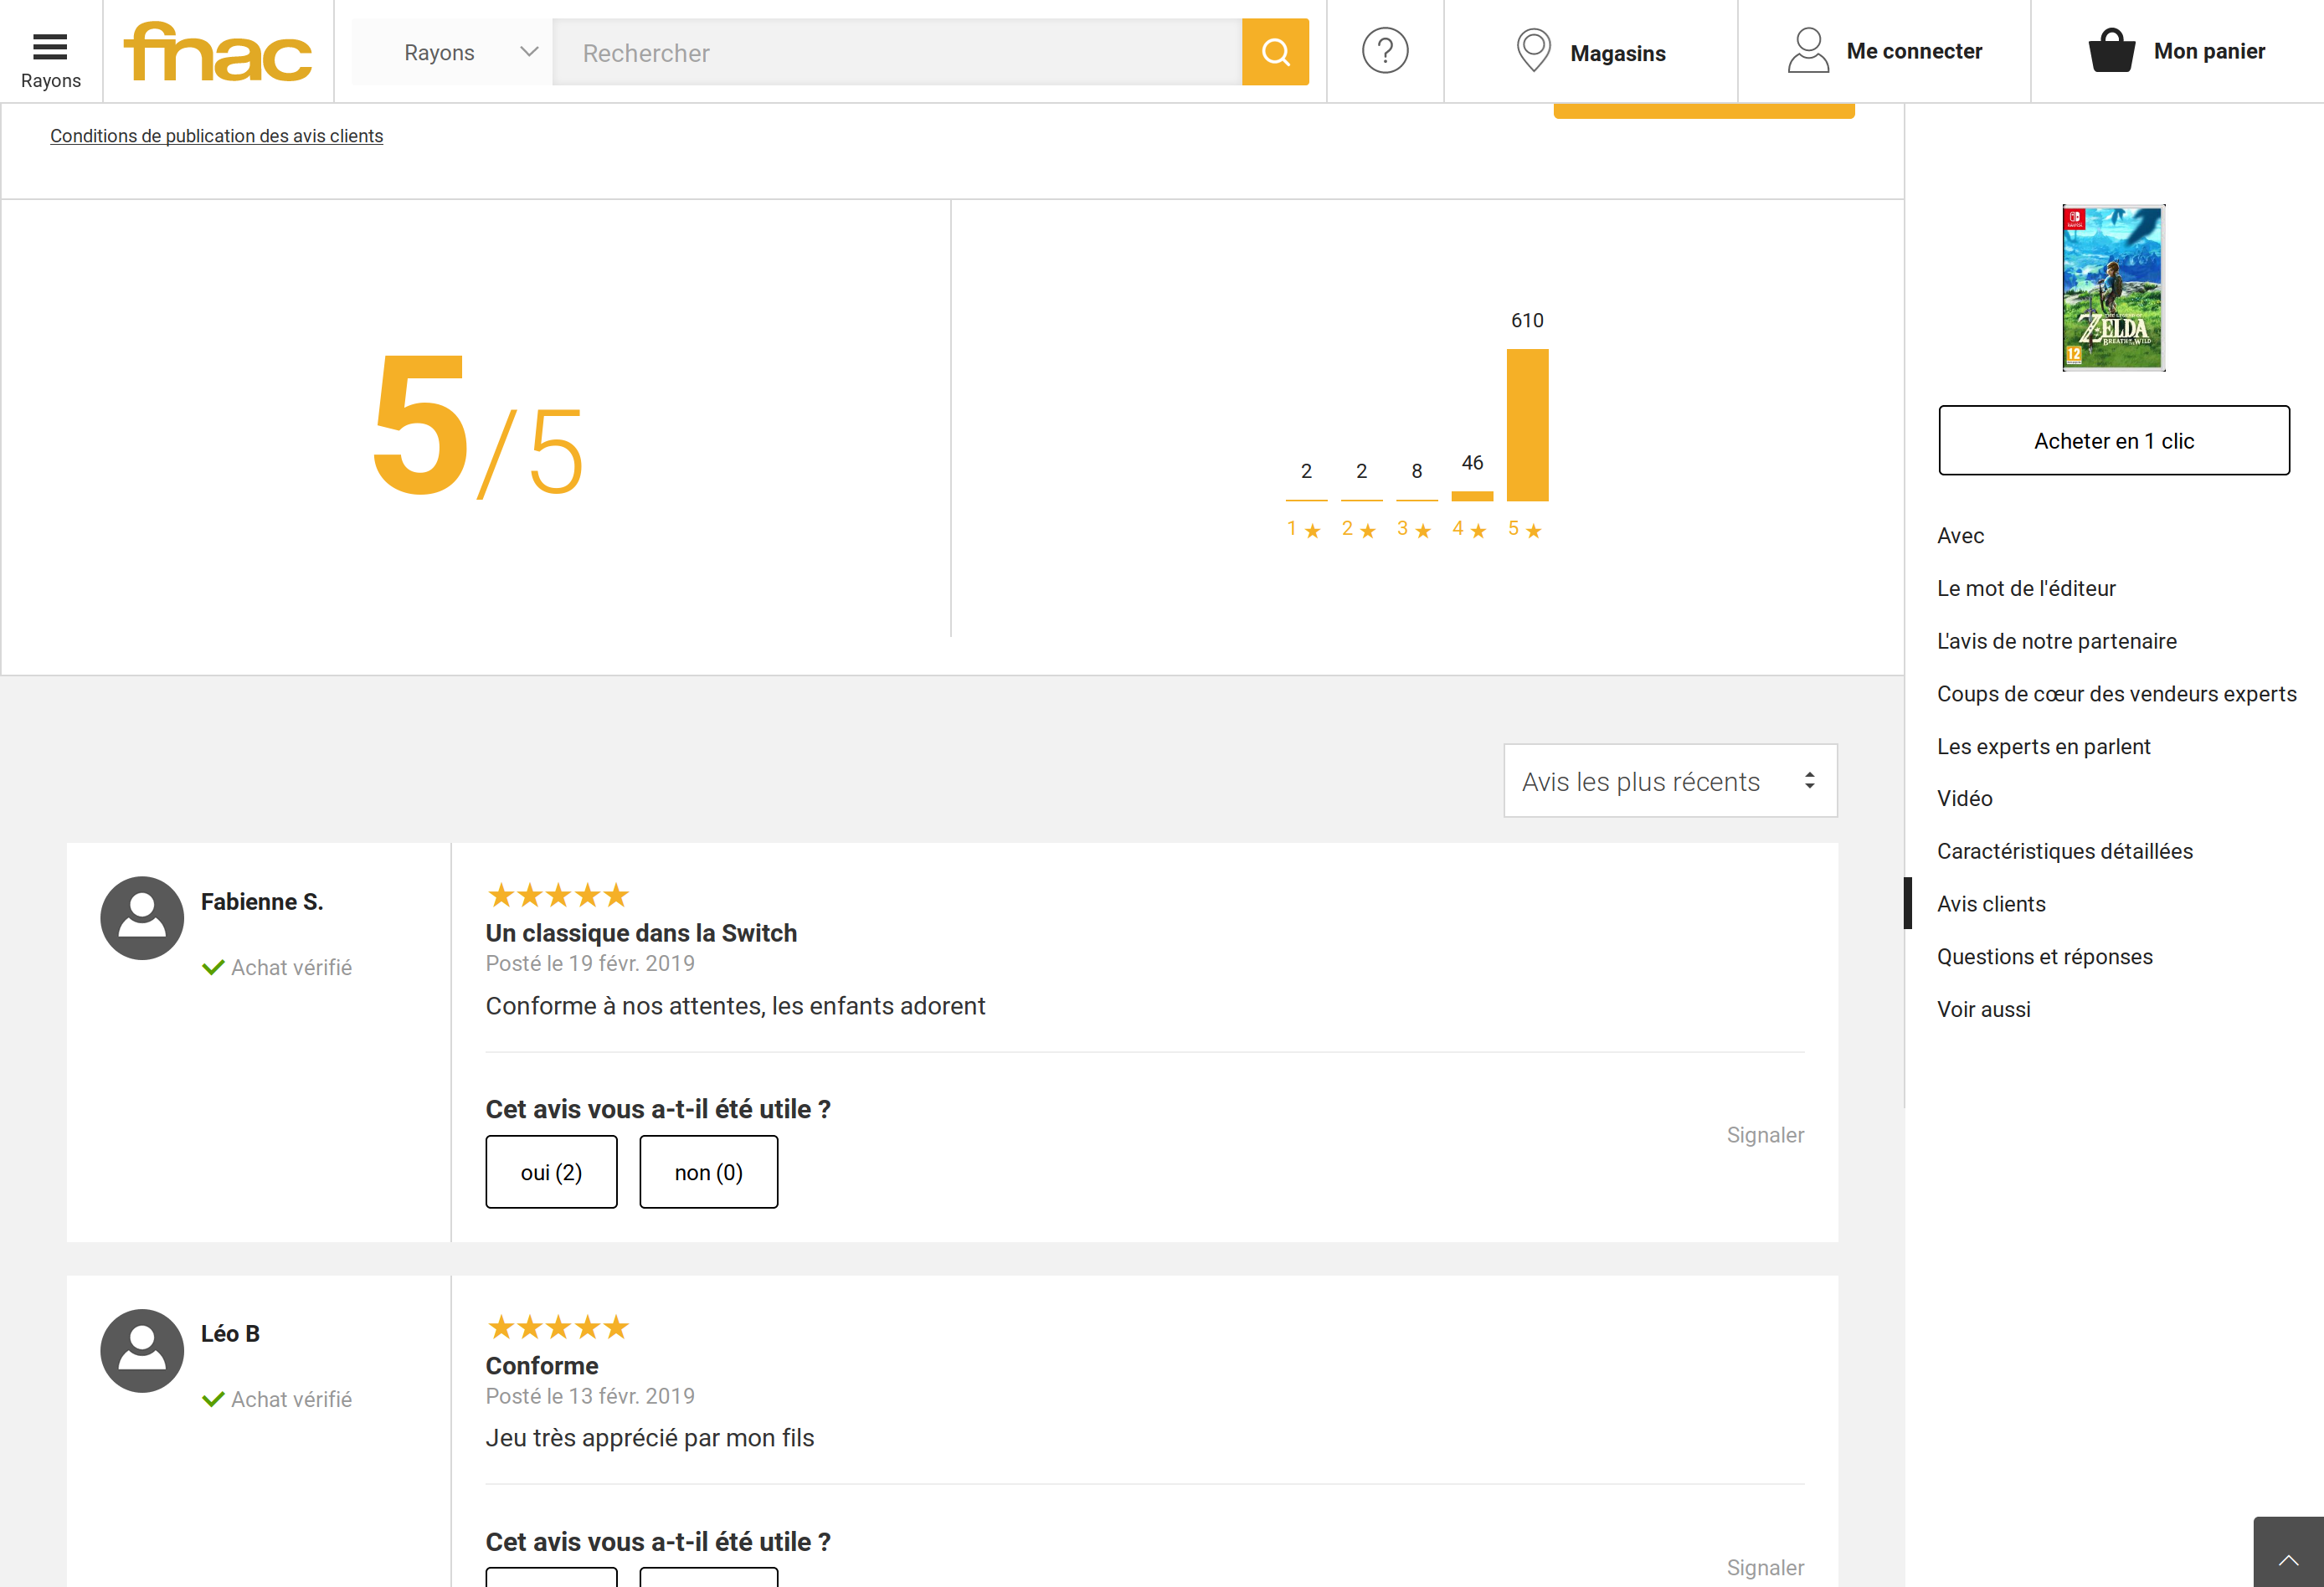 Rayons
fnac
Rayons
Rechercher
?
Magasins
Me connecter
Mon panier
Conditions de publication des avis clients
5/5
610
46
2 2 8
1 ★ 2 ★ 3 ★ 4 ★ 5 ★
ZELDA
BREATH OF THE WILD
12
Acheter en 1 clic
Avec
Le mot de l'éditeur
L'avis de notre partenaire
Coups de cœur des vendeurs experts
Les experts en parlent
Vidéo
Caractéristiques détaillées
Avis clients
Questions et réponses
Voir aussi
Avis les plus récents
Fabienne S.
Achat vérifié
★★★★★
Un classique dans la Switch
Posté le 19 févr. 2019
Conforme à nos attentes, les enfants adorent
Cet avis vous a-t-il été utile ?
oui (2)
non (0)
Signaler
Léo B
Achat vérifié
★★★★★
Conforme
Posté le 13 févr. 2019
Jeu très apprécié par mon fils
Cet avis vous a-t-il été utile ?
Signaler